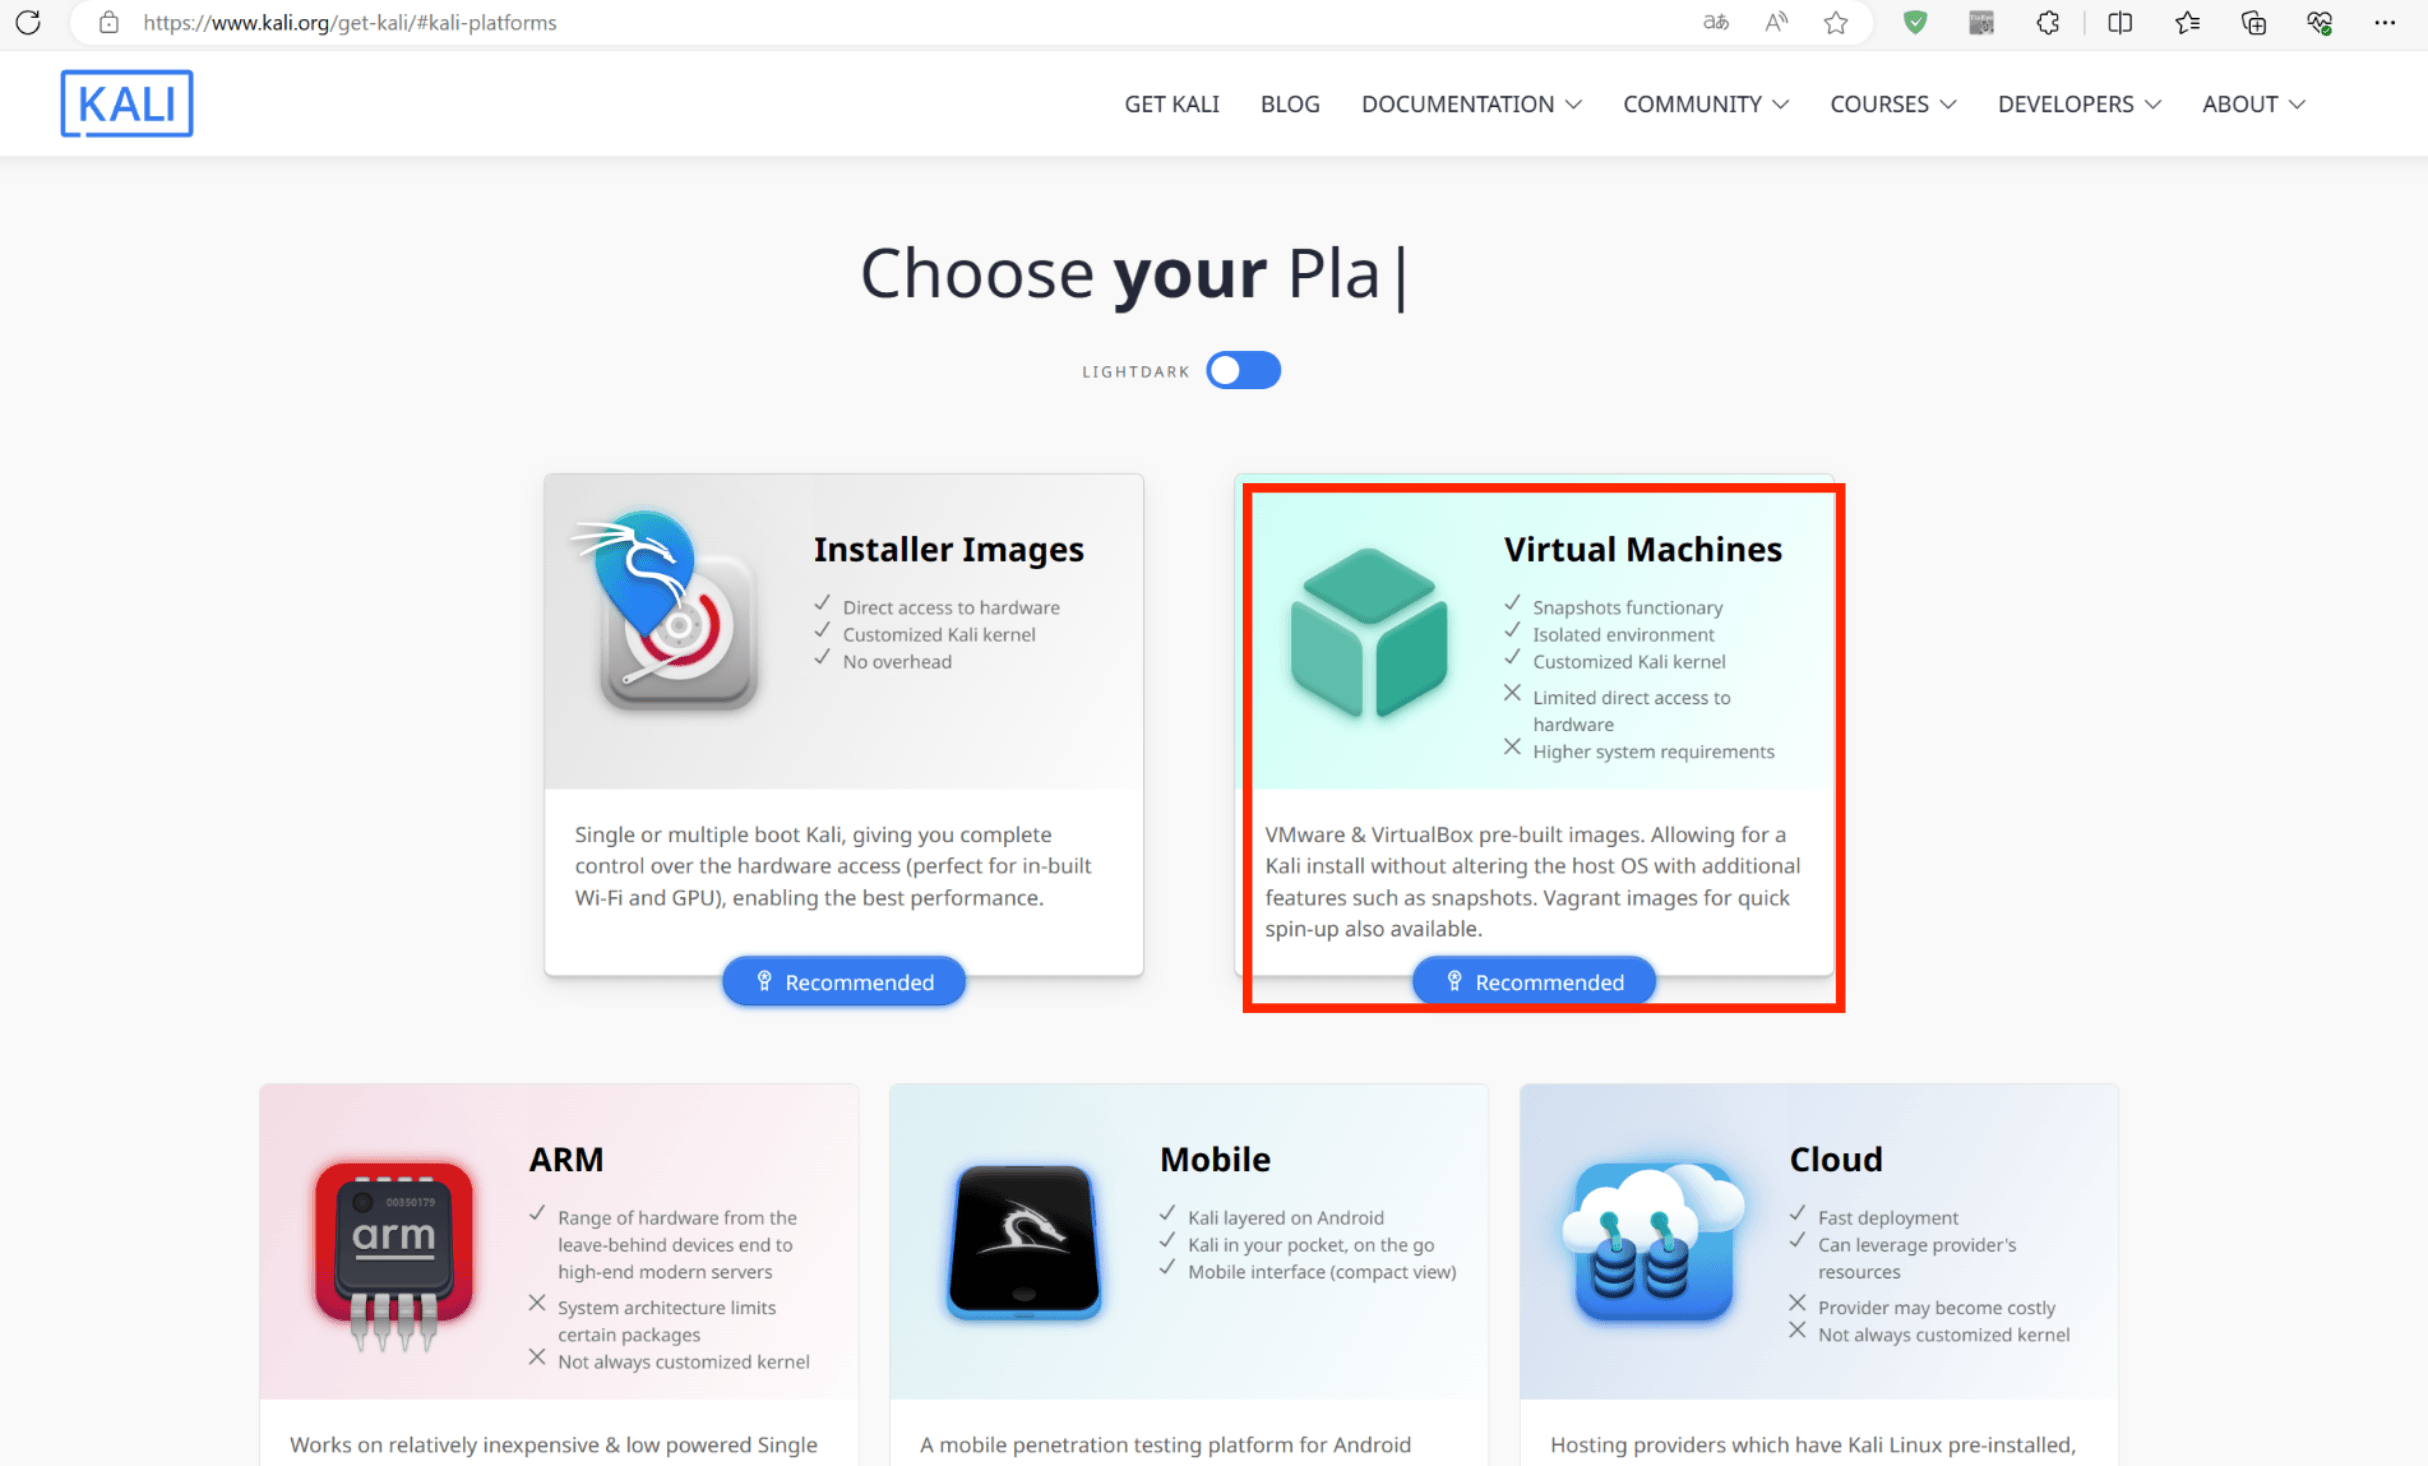 https://www.kali.org/get-kali/#kali-platforms
KALI
GET KALI BLOG DOCUMENTATION COMMUNITY COURSES DEVELOPERS ABOUT
Choose your Pla|
LIGHTDARK
Installer Images
Direct access to hardware
Customized Kali kernel
No overhead
Single or multiple boot Kali, giving you complete
control over the hardware access (perfect for in-built
Wi-Fi and GPU), enabling the best performance.
Recommended
Virtual Machines
Snapshots functionary
Isolated environment
Customized Kali kernel
Limited direct access to
hardware
Higher system requirements
VMware & VirtualBox pre-built images. Allowing for a
Kali install without altering the host OS with additional
features such as snapshots. Vagrant images for quick
spin-up also available.
Recommended
00350179
arm
ARM
Range of hardware from the
leave-behind devices end to
high-end modern servers
System architecture limits
certain packages
Not always customized kernel
Works on relatively inexpensive & low powered Single
Mobile
Kali layered on Android
Kali in your pocket, on the go
Mobile interface (compact view)
A mobile penetration testing platform for Android
Cloud
Fast deployment
Can leverage provider's
resources
Provider may become costly
Not always customized kernel
Hosting providers which have Kali Linux pre-installed,